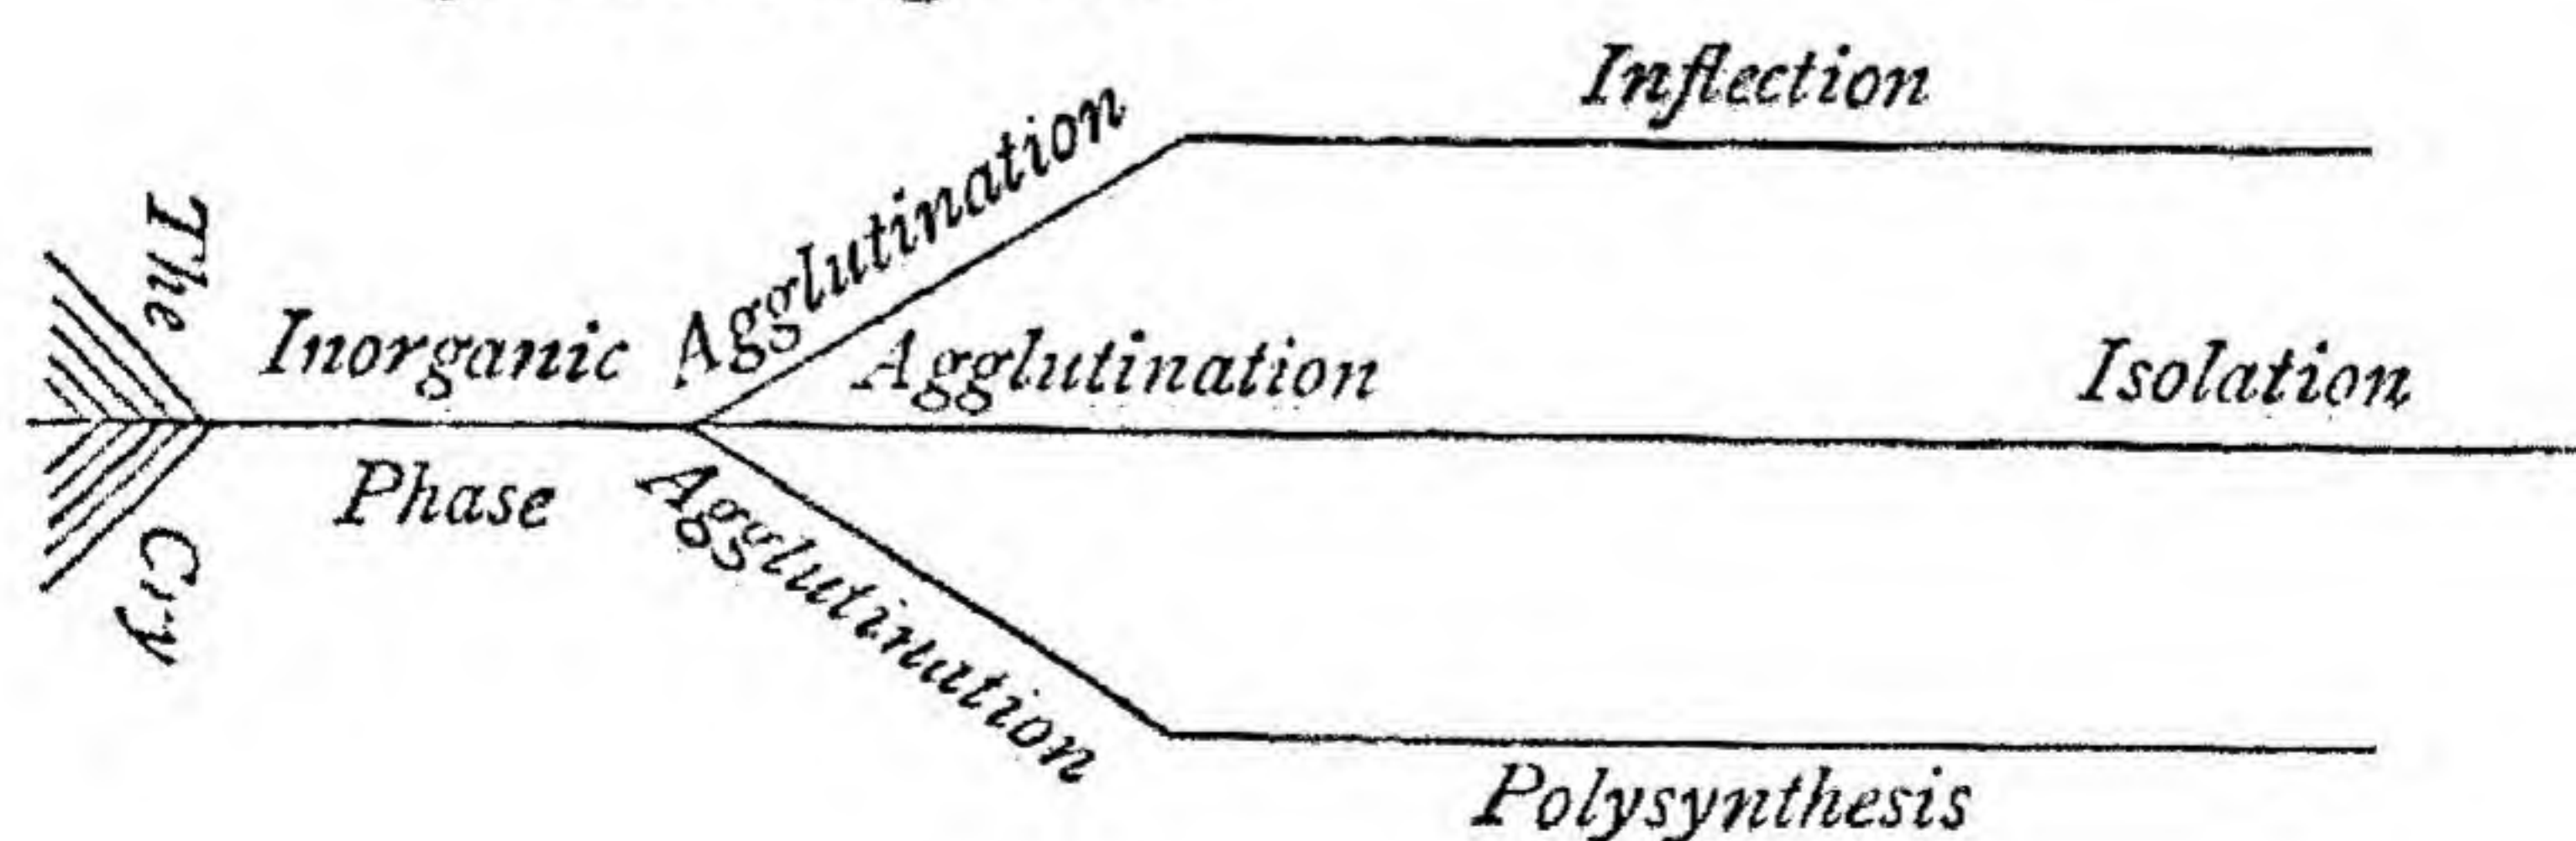 Inflection
Agglutination
The
Inorganic
Agglutination
Isolation
Phase
Agglutination
Cry
Polysynthesis